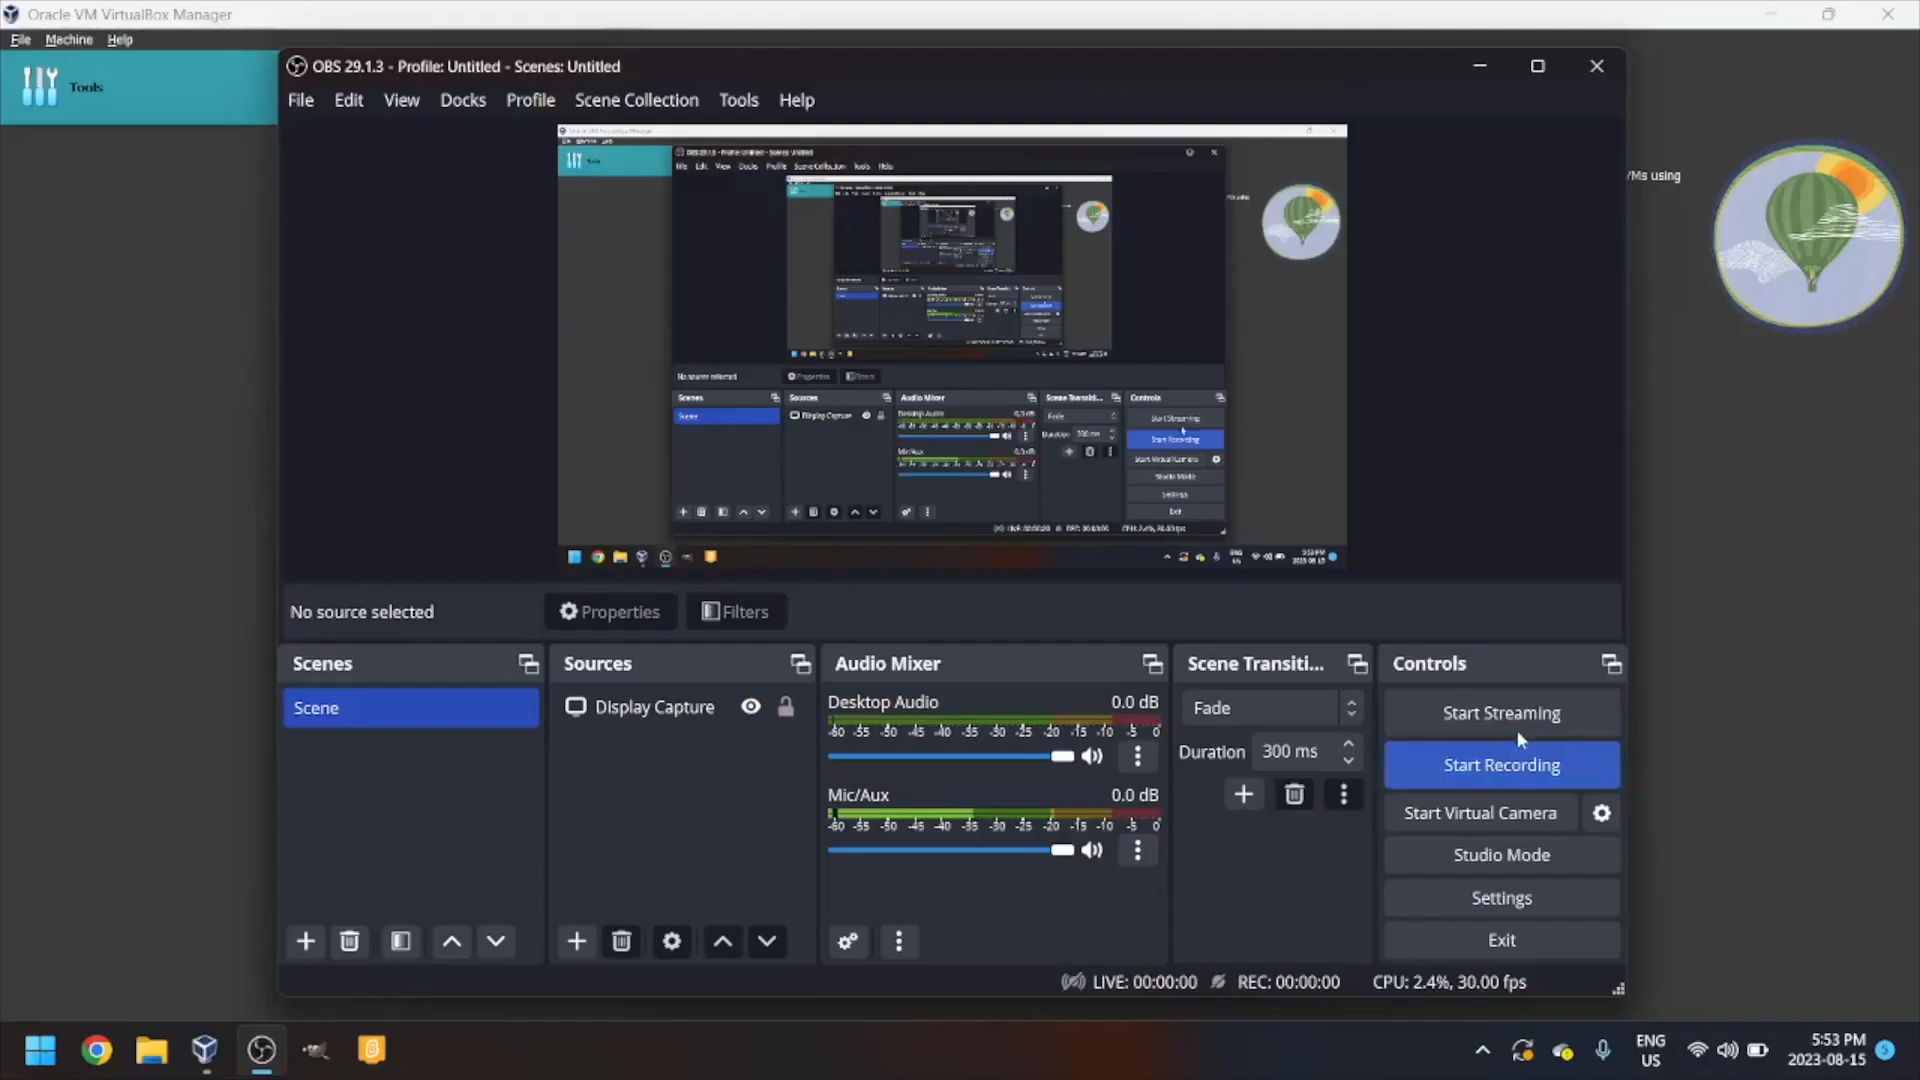 Oracle VM VirtualBox Manager
File Machine Help
Tools
OBS 29.1.3 - Profile: Untitled - Scenes: Untitled
File Edit View Docks Profile Scene Collection Tools Help
/Ms using
No source selected
Properties
Filters
Scenes
Scene
Sources
Display Capture
Audio Mixer
Desktop Audio 0.0 dB
-60 -55 -50 -45 -40 -35 -30 -25 -20 -15 -10 -5 0
Mic/Aux 0.0 dB
-60 -55 -50 -45 -40 -35 -30 -25 -20 -15 -10 -5 0
Scene Transiti...
Fade
Duration 300 ms
Controls
Start Streaming
Start Recording
Start Virtual Camera
Studio Mode
Settings
Exit
LIVE: 00:00:00 REC: 00:00:00 CPU: 2.4%, 30.00 fps
ENG
US
5:53 PM
2023-08-15
5